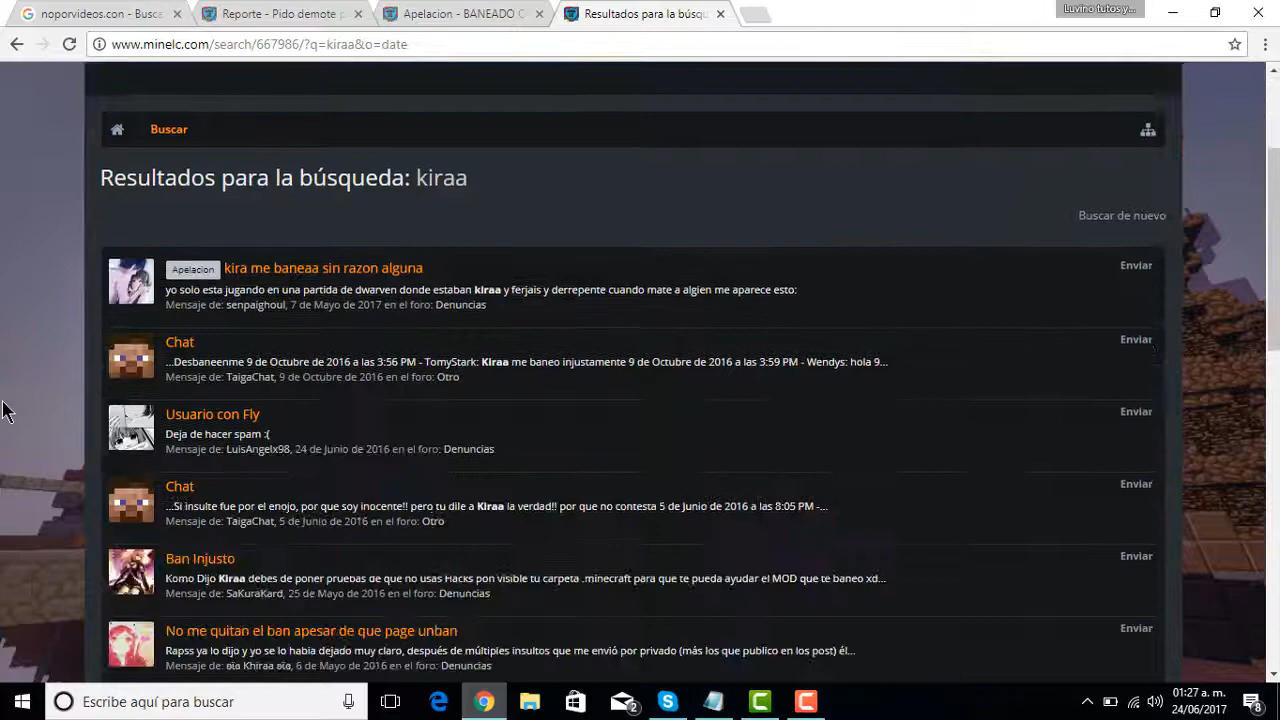 noporvideos.con - Busca
Reporte - Pido demote p
Apelacion - BANEADO C
Resultados para la búsqu
Luvino tutos y...
www.minelc.com/search/667986/?q=kiraa&o=date
Buscar
Resultados para la búsqueda: kiraa
Buscar de nuevo
Apelacion kira me baneaa sin razon alguna
Enviar
yo solo esta jugando en una partida de dwarven donde estaban kiraa y ferjais y derrepente cuando mate a algien me aparece esto:
Mensaje de: senpaighoul, 7 de Mayo de 2017 en el foro: Denuncias
Chat
Enviar
...Desbaneenme 9 de Octubre de 2016 a las 3:56 PM - TomyStark: Kiraa me baneo injustamente 9 de Octubre de 2016 a las 3:59 PM - Wendys: hola 9...
Mensaje de: TaigaChat, 9 de Octubre de 2016 en el foro: Otro
Usuario con Fly
Enviar
Deja de hacer spam :(
Mensaje de: LuisAngelx98, 24 de Junio de 2016 en el foro: Denuncias
Chat
Enviar
...Si insulte fue por el enojo, por que soy inocente!! pero tu dile a Kiraa la verdad!! por que no contesta 5 de Junio de 2016 a las 8:05 PM -...
Mensaje de: TaigaChat, 5 de Junio de 2016 en el foro: Otro
Ban Injusto
Enviar
Komo Dijo Kiraa debes de poner pruebas de que no usas Hacks pon visible tu carpeta .minecraft para que te pueda ayudar el MOD que te baneo xd...
Mensaje de: SaKuraKard, 25 de Mayo de 2016 en el foro: Denuncias
No me quitan el ban apesar de que page unban
Enviar
Rapss ya lo dijo y yo se lo habia dejado muy claro, después de múltiples insultos que me envió por privado (más los que publico en los post) él...
Mensaje de: Khiraa, 6 de Mayo de 2016 en el foro: Denuncias
Escribe aquí para buscar
2
01:27 a. m.
24/06/2017
8